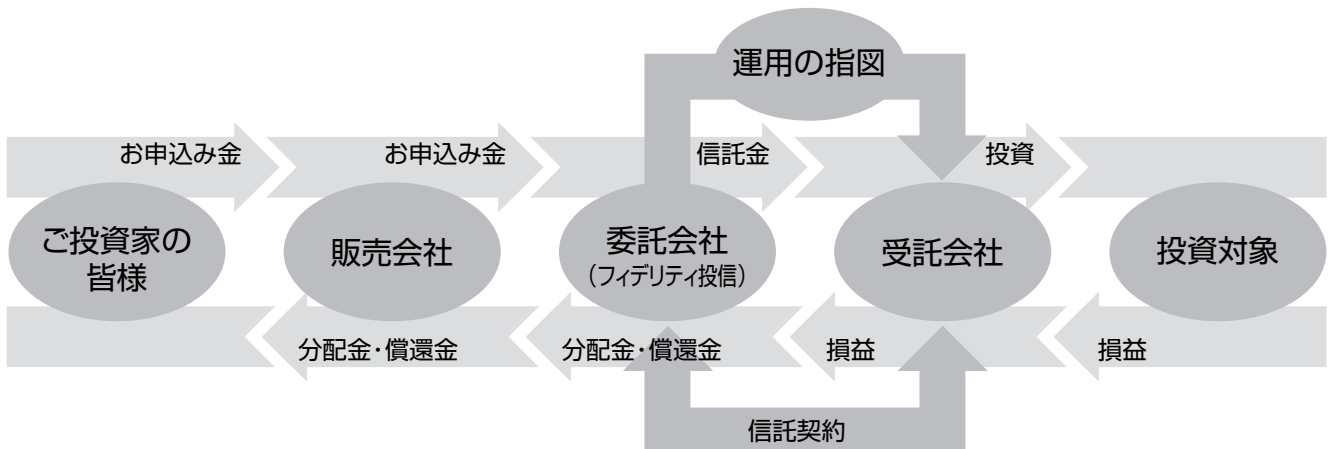 運用の指図
お申込み金
お申込み金
信託金
投資
ご投資家の
皆様
販売会社
委託会社
（フィデリティ投信）
受託会社
投資対象
分配金・償還金
分配金・償還金
損益
損益
信託契約